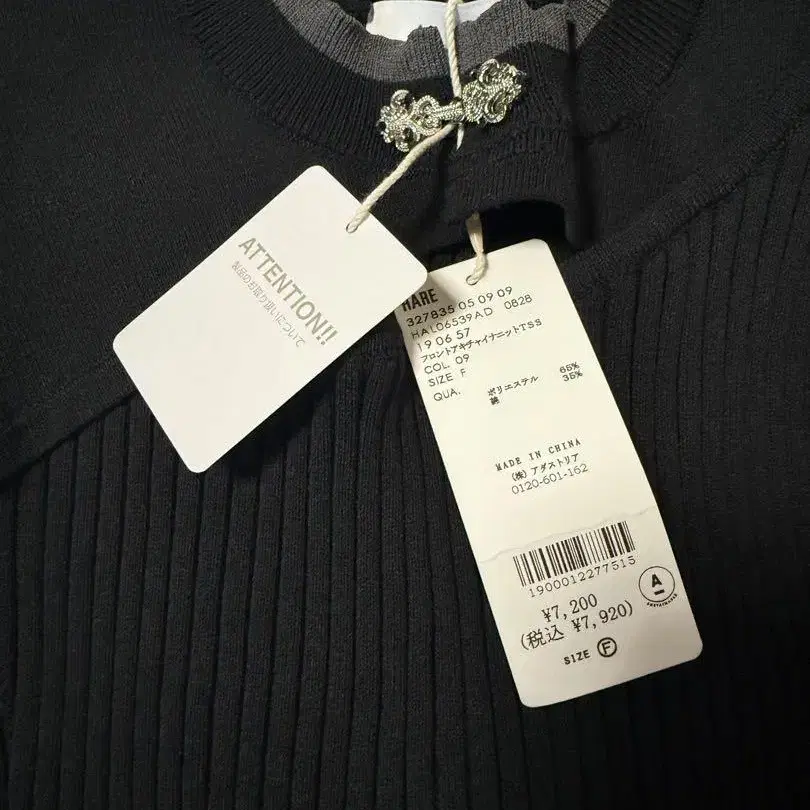 ATTENTION!!
製品のお取り扱いについて
HARE
327835 05 09 09
HAL06539AD 0828
19 06 57
フロントアキチャイナニットTSS
COL. 09
SIZE F
QUA. ポリエステル 65%
綿 35%
MADE IN CHINA
(株)アダストリア
0120-601-162
1900012277515
¥7,200
(税込 ¥7,920)
SIZE F
A